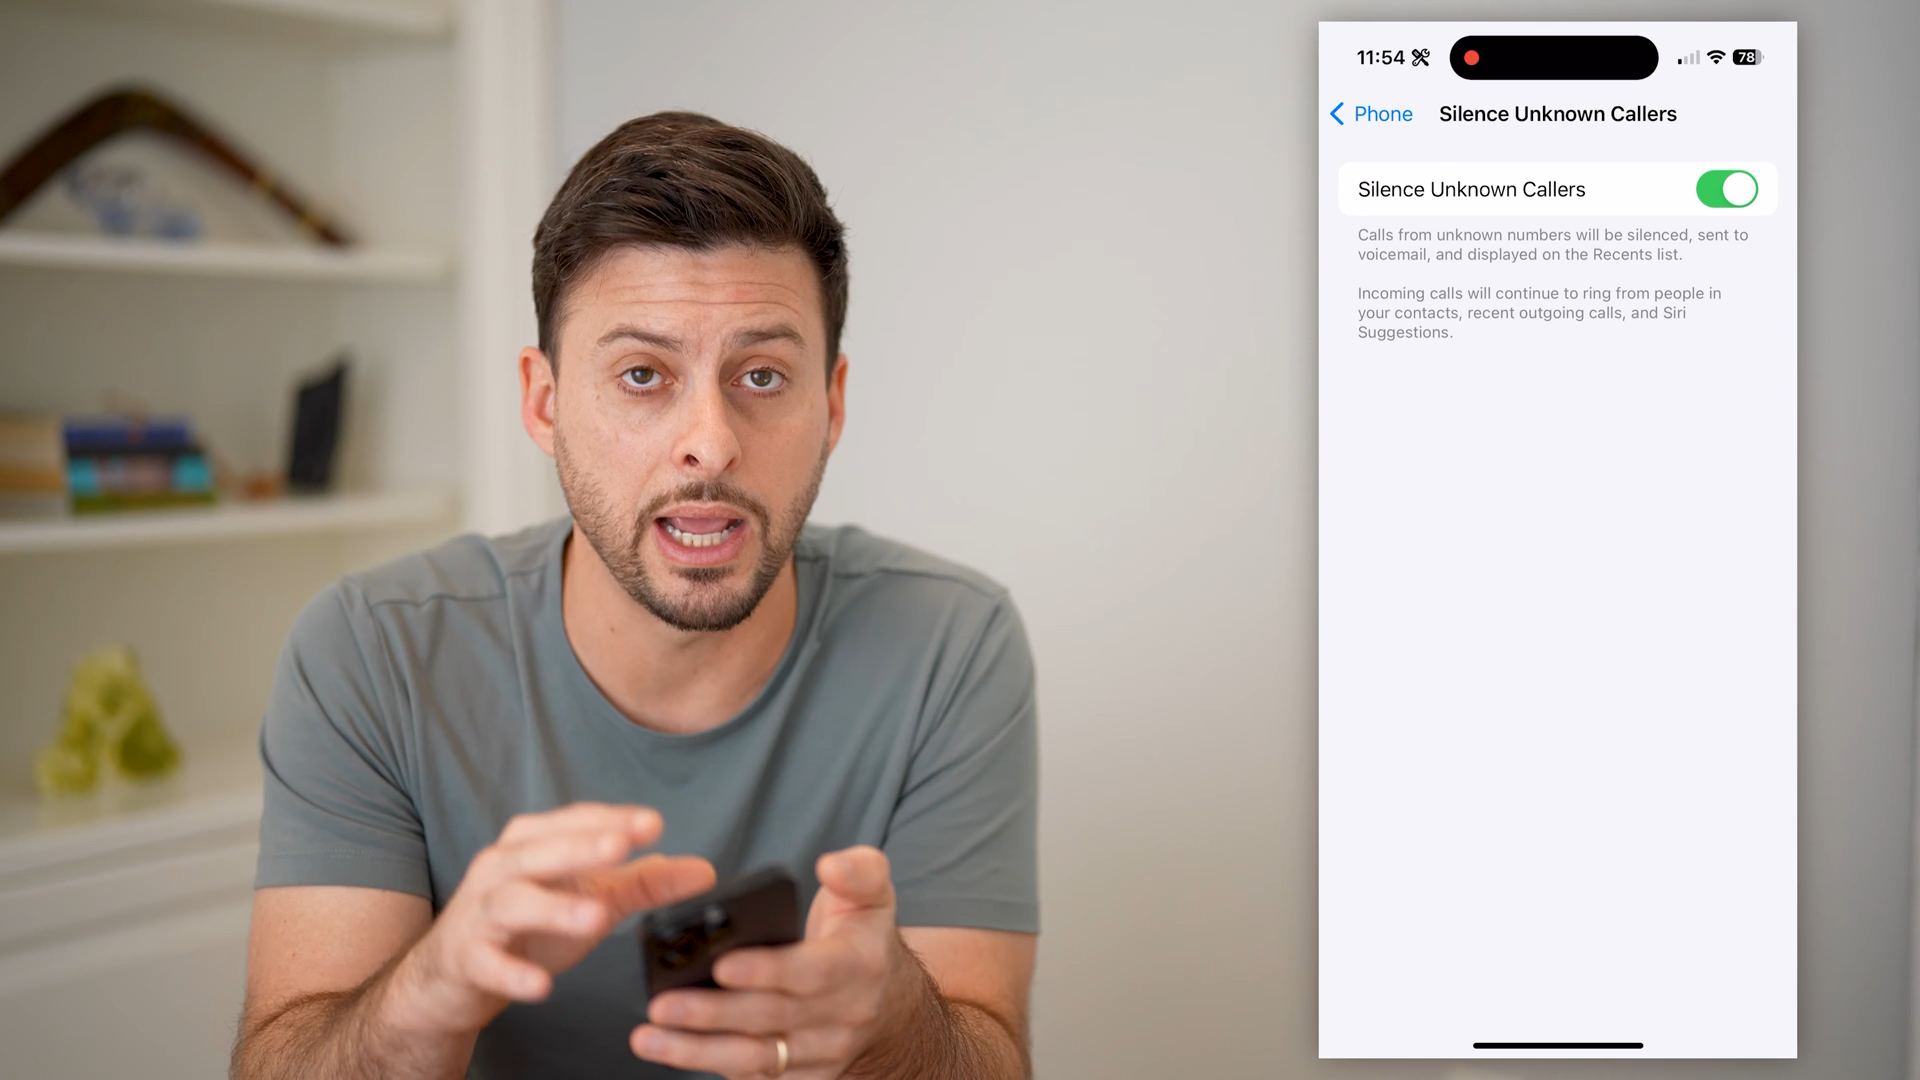 11:54
78
Phone
Silence Unknown Callers
Silence Unknown Callers
Calls from unknown numbers will be silenced, sent to
voicemail, and displayed on the Recents list.
Incoming calls will continue to ring from people in
your contacts, recent outgoing calls, and Siri
Suggestions.